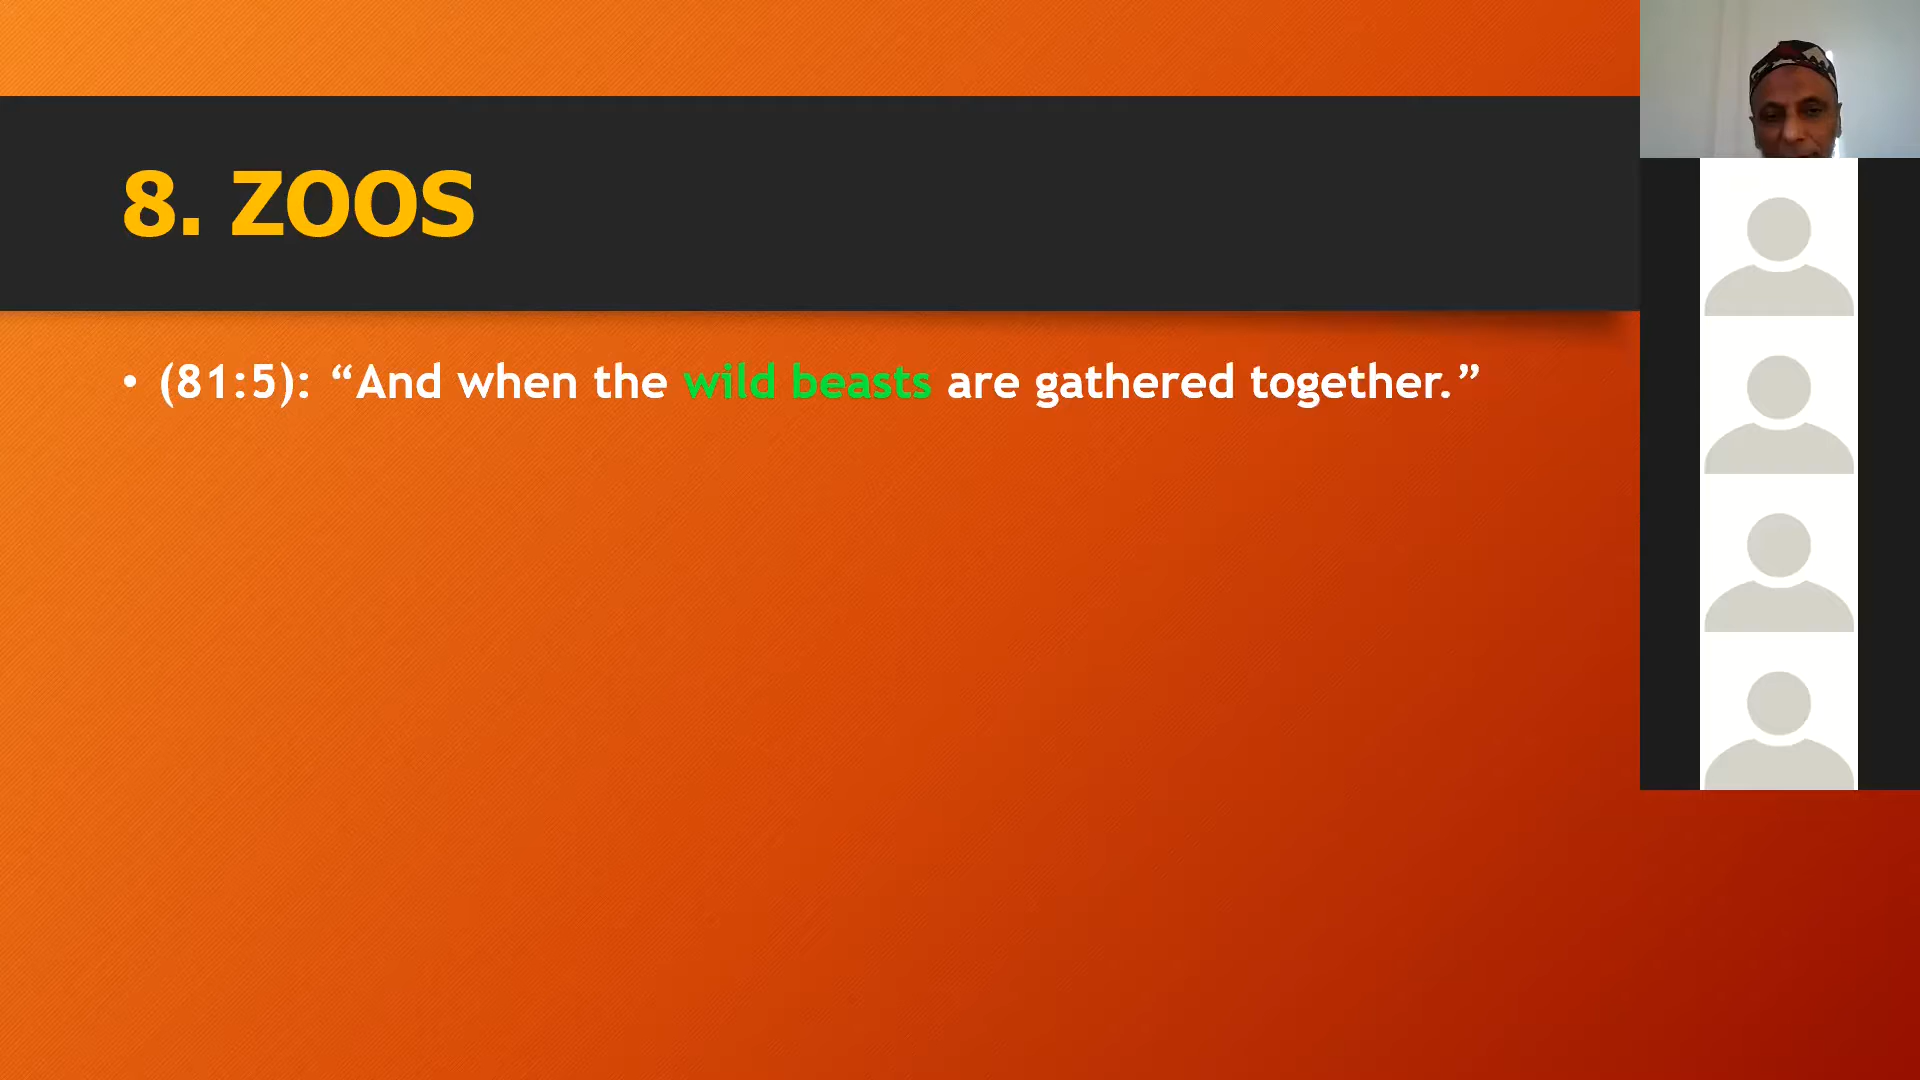 8. ZOOS
• (81:5): “And when the wild beasts are gathered together.”